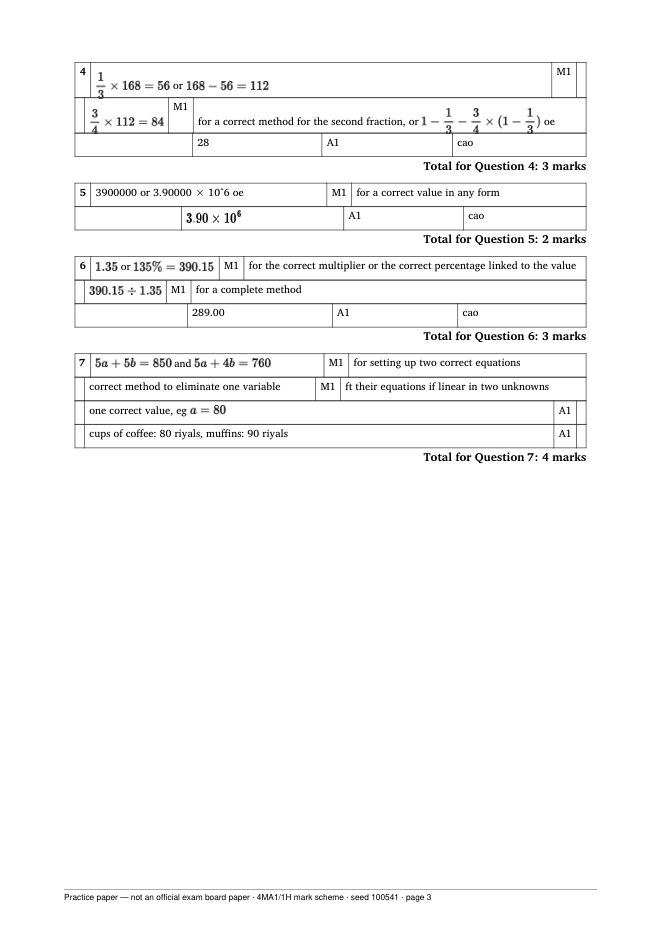 4 1/3 × 168 = 56 or 168 − 56 = 112 M1
3/4 × 112 = 84 M1 for a correct method for the second fraction, or 1 − 1/3 − 3/4 × (1 − 1/3) oe
28 A1 cao
Total for Question 4: 3 marks
5 3900000 or 3.90000 × 10^6 oe M1 for a correct value in any form
3.90 × 10⁶ A1 cao
Total for Question 5: 2 marks
6 1.35 or 135% = 390.15 M1 for the correct multiplier or the correct percentage linked to the value
390.15 ÷ 1.35 M1 for a complete method
289.00 A1 cao
Total for Question 6: 3 marks
7 5a + 5b = 850 and 5a + 4b = 760 M1 for setting up two correct equations
correct method to eliminate one variable M1 ft their equations if linear in two unknowns
one correct value, eg a = 80 A1
cups of coffee: 80 riyals, muffins: 90 riyals A1
Total for Question 7: 4 marks
Practice paper — not an official exam board paper · 4MA1/1H mark scheme · seed 100541 · page 3